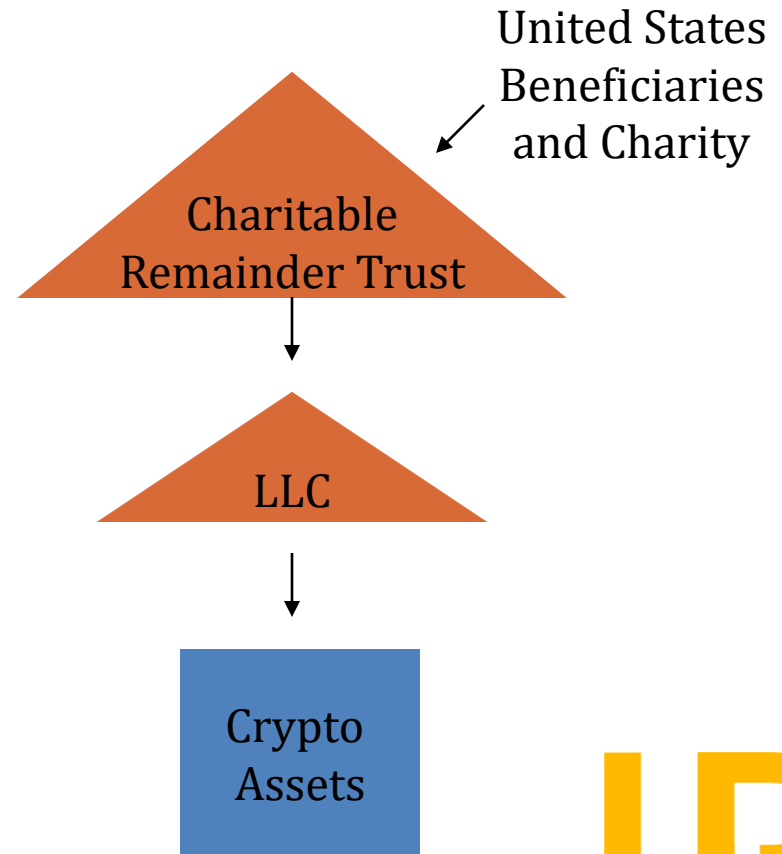 United States
Beneficiaries
and Charity
Charitable
Remainder Trust
LLC
Crypto
Assets